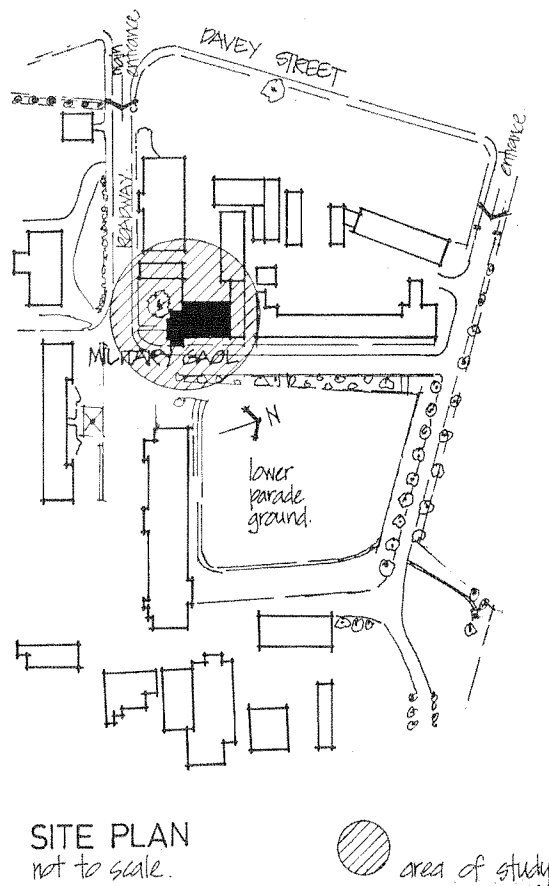 DAVEY STREET
main
entrance
entrance
ROADWAY
MILITARY GAOL
N
lower
parade
ground.
SITE PLAN
not to scale.
area of study